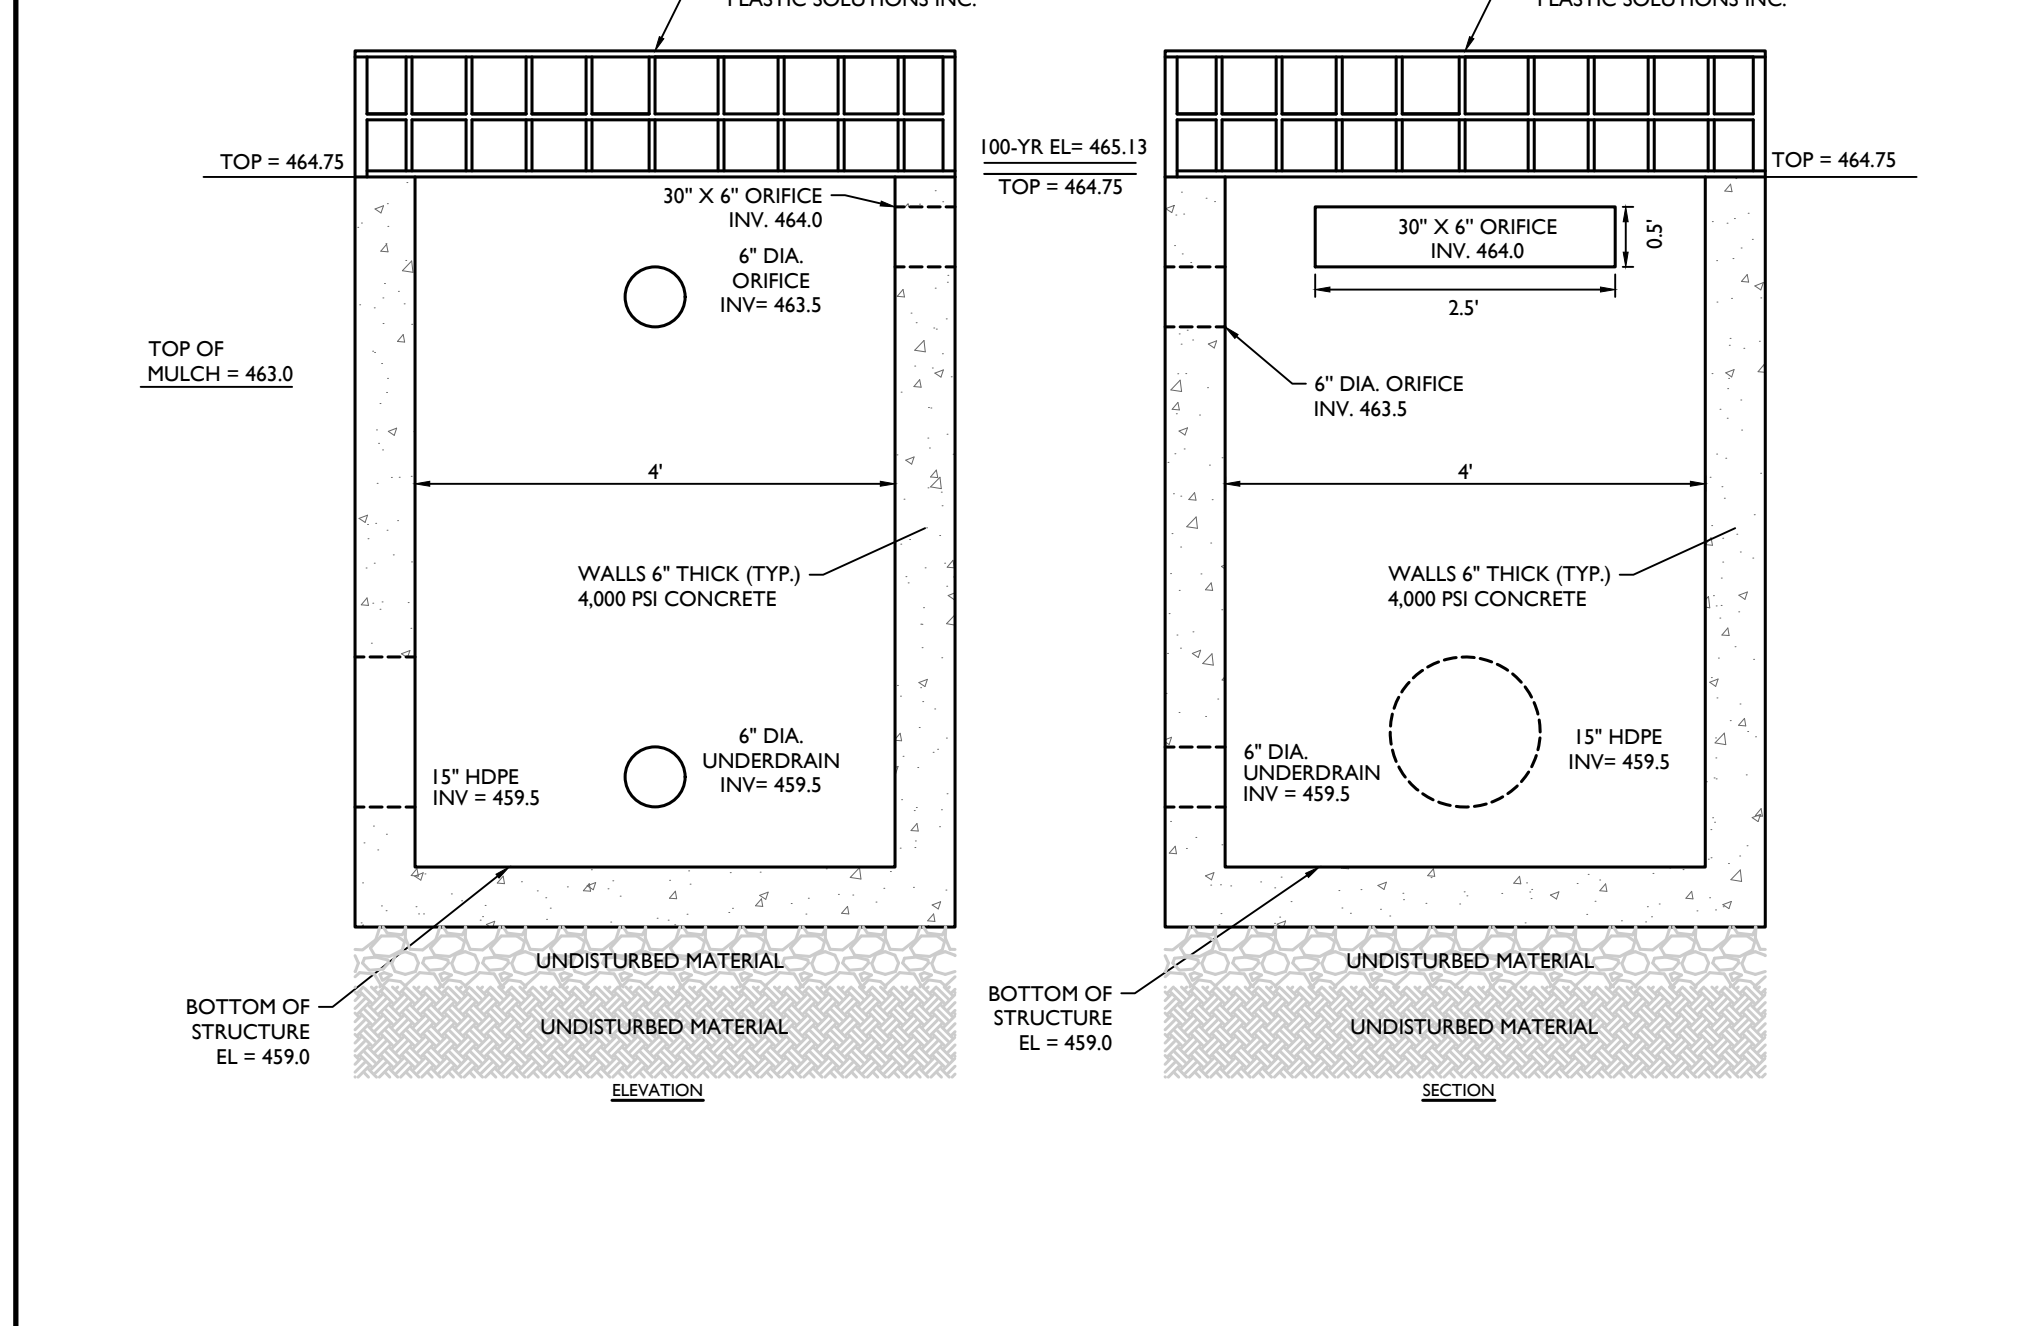 PLASTIC SOLUTIONS INC.
TOP = 464.75
30" X 6" ORIFICE
INV. 464.0
6" DIA.
ORIFICE
INV= 463.5
TOP OF
MULCH = 463.0
4'
WALLS 6" THICK (TYP.)
4,000 PSI CONCRETE
15" HDPE
INV = 459.5
6" DIA.
UNDERDRAIN
INV= 459.5
UNDISTURBED MATERIAL
UNDISTURBED MATERIAL
BOTTOM OF
STRUCTURE
EL = 459.0
ELEVATION
PLASTIC SOLUTIONS INC.
100-YR EL= 465.13
TOP = 464.75
TOP = 464.75
30" X 6" ORIFICE
INV. 464.0
0.5'
2.5'
6" DIA. ORIFICE
INV. 463.5
4'
WALLS 6" THICK (TYP.)
4,000 PSI CONCRETE
6" DIA.
UNDERDRAIN
INV = 459.5
15" HDPE
INV= 459.5
UNDISTURBED MATERIAL
UNDISTURBED MATERIAL
BOTTOM OF
STRUCTURE
EL = 459.0
SECTION